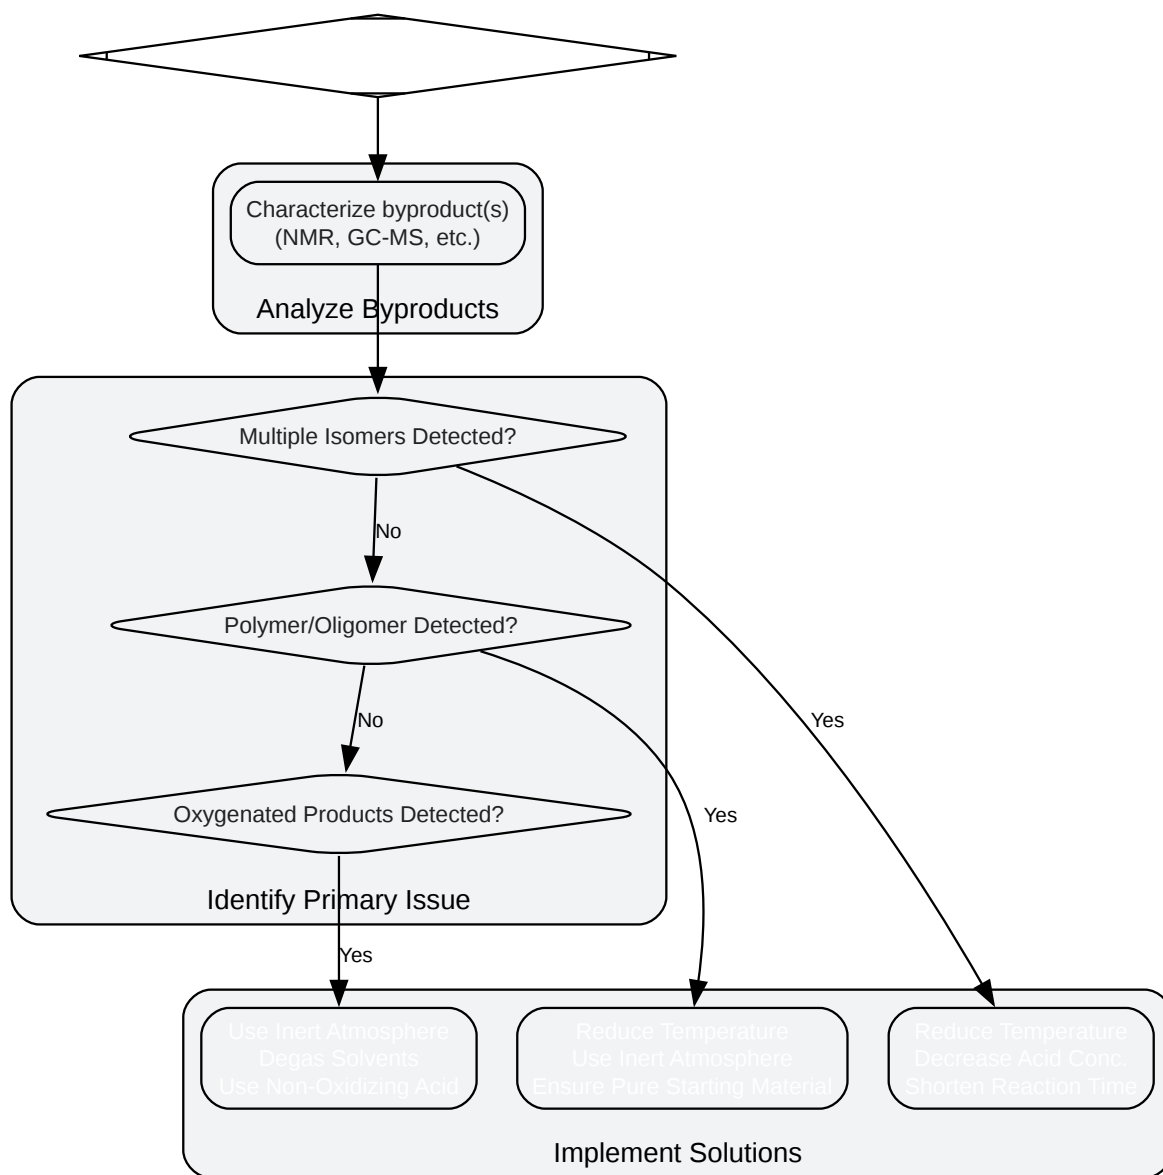 Characterize byproduct(s)
(NMR, GC-MS, etc.)
Analyze Byproducts
Multiple Isomers Detected?
No
Polymer/Oligomer Detected?
No
Yes
Oxygenated Products Detected?
Yes
Identify Primary Issue
Yes
Use Inert Atmosphere
Degas Solvents
Use Non-Oxidizing Acid
Reduce Temperature
Use Inert Atmosphere
Ensure Pure Starting Material
Reduce Temperature
Decrease Acid Conc.
Shorten Reaction Time
Implement Solutions